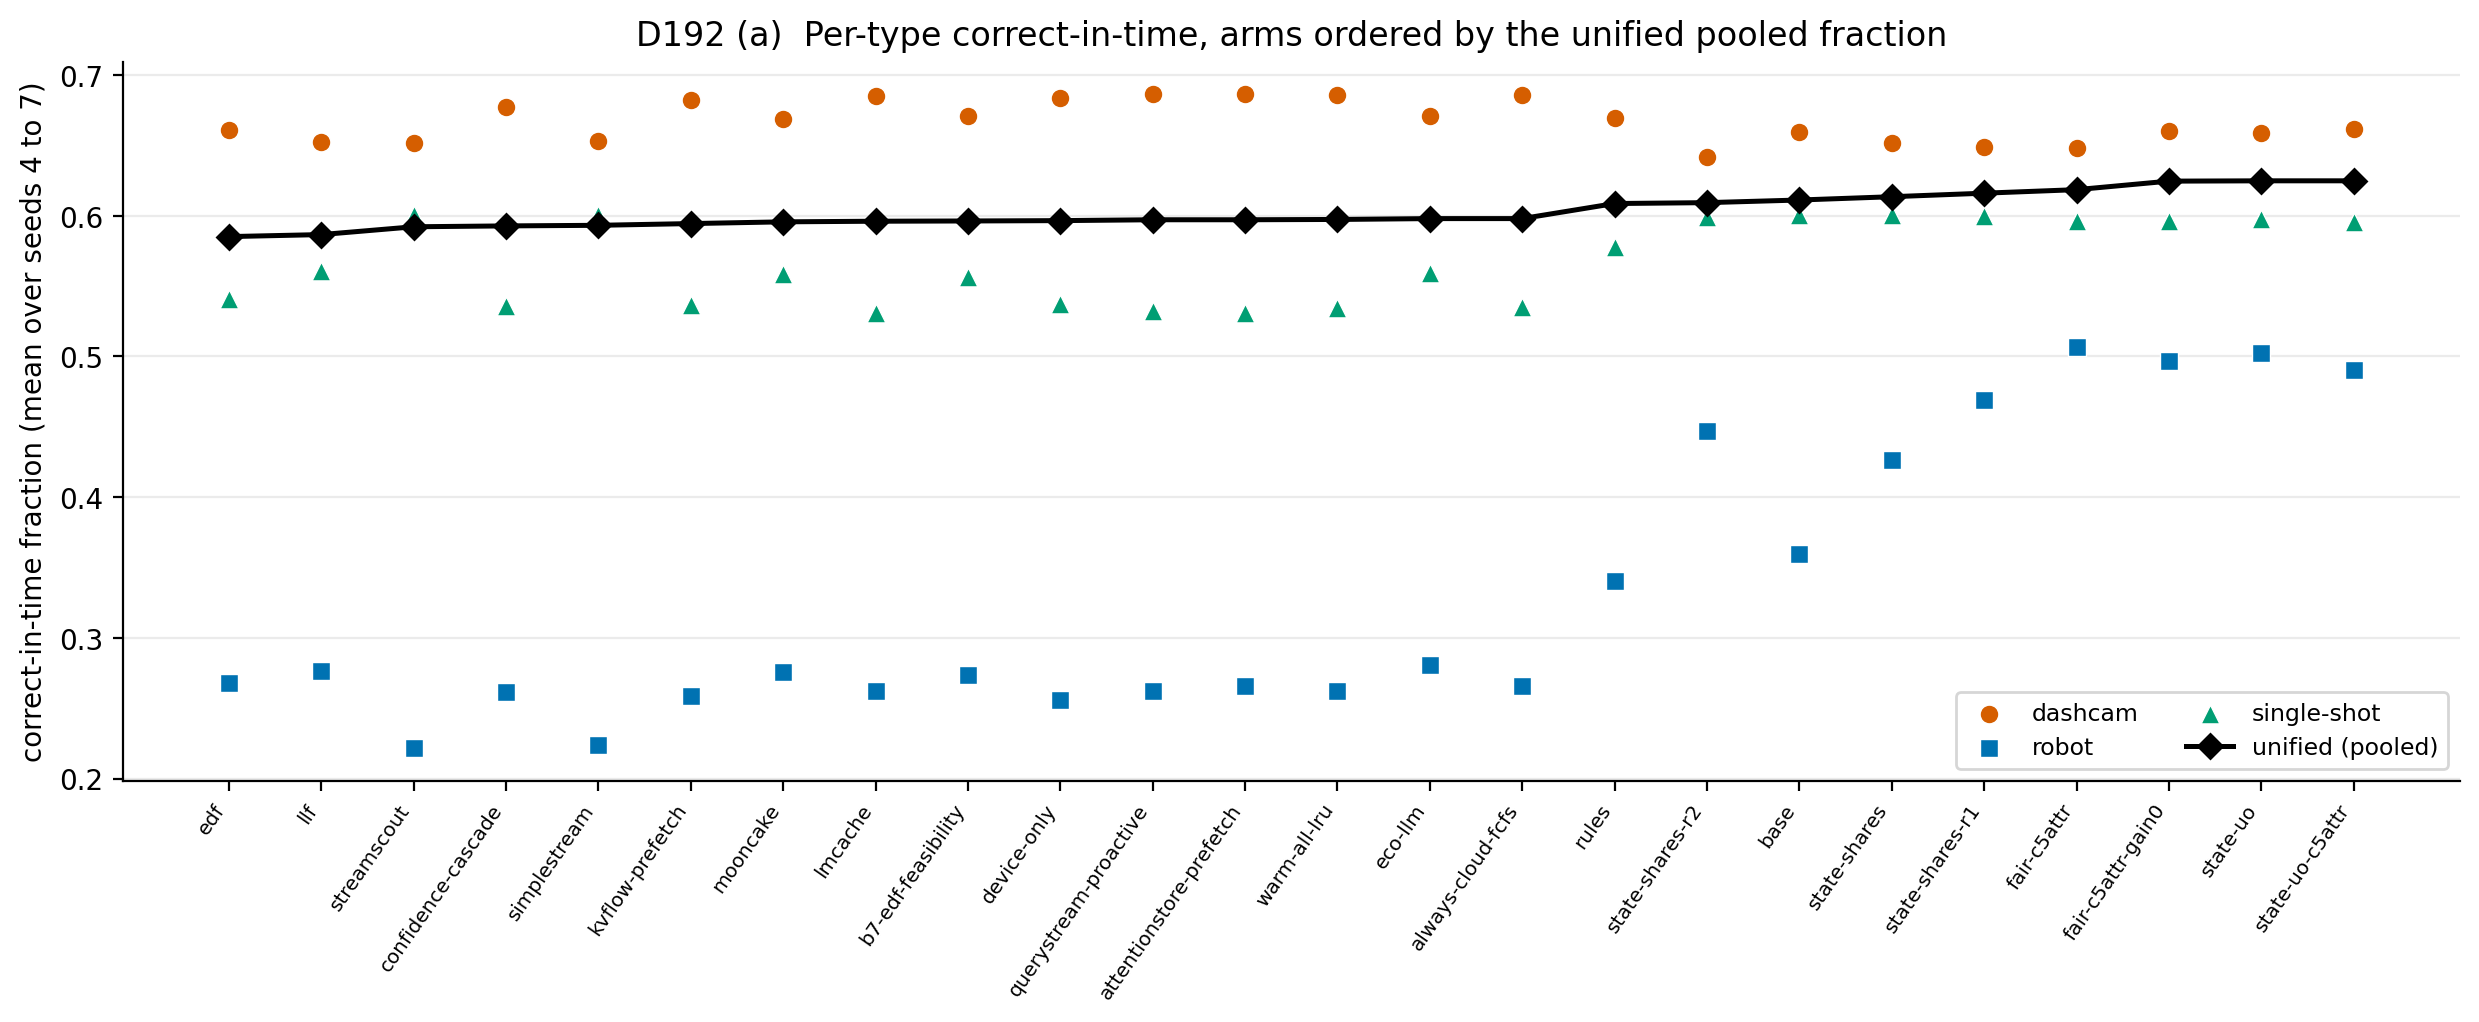 D192 (a)  Per-type correct-in-time, arms ordered by the unified pooled fraction
correct-in-time fraction (mean over seeds 4 to 7)
0.7
0.6
0.5
0.4
0.3
0.2
edf
llf
streamscout
confidence-cascade
simplestream
kvflow-prefetch
mooncake
lmcache
b7-edf-feasibility
device-only
querystream-proactive
attentionstore-prefetch
warm-all-lru
eco-llm
always-cloud-fcfs
rules
state-shares-r2
base
state-shares
state-shares-r1
fair-c5attr
fair-c5attr-gain0
state-uo
state-uo-c5attr
dashcam
robot
single-shot
unified (pooled)